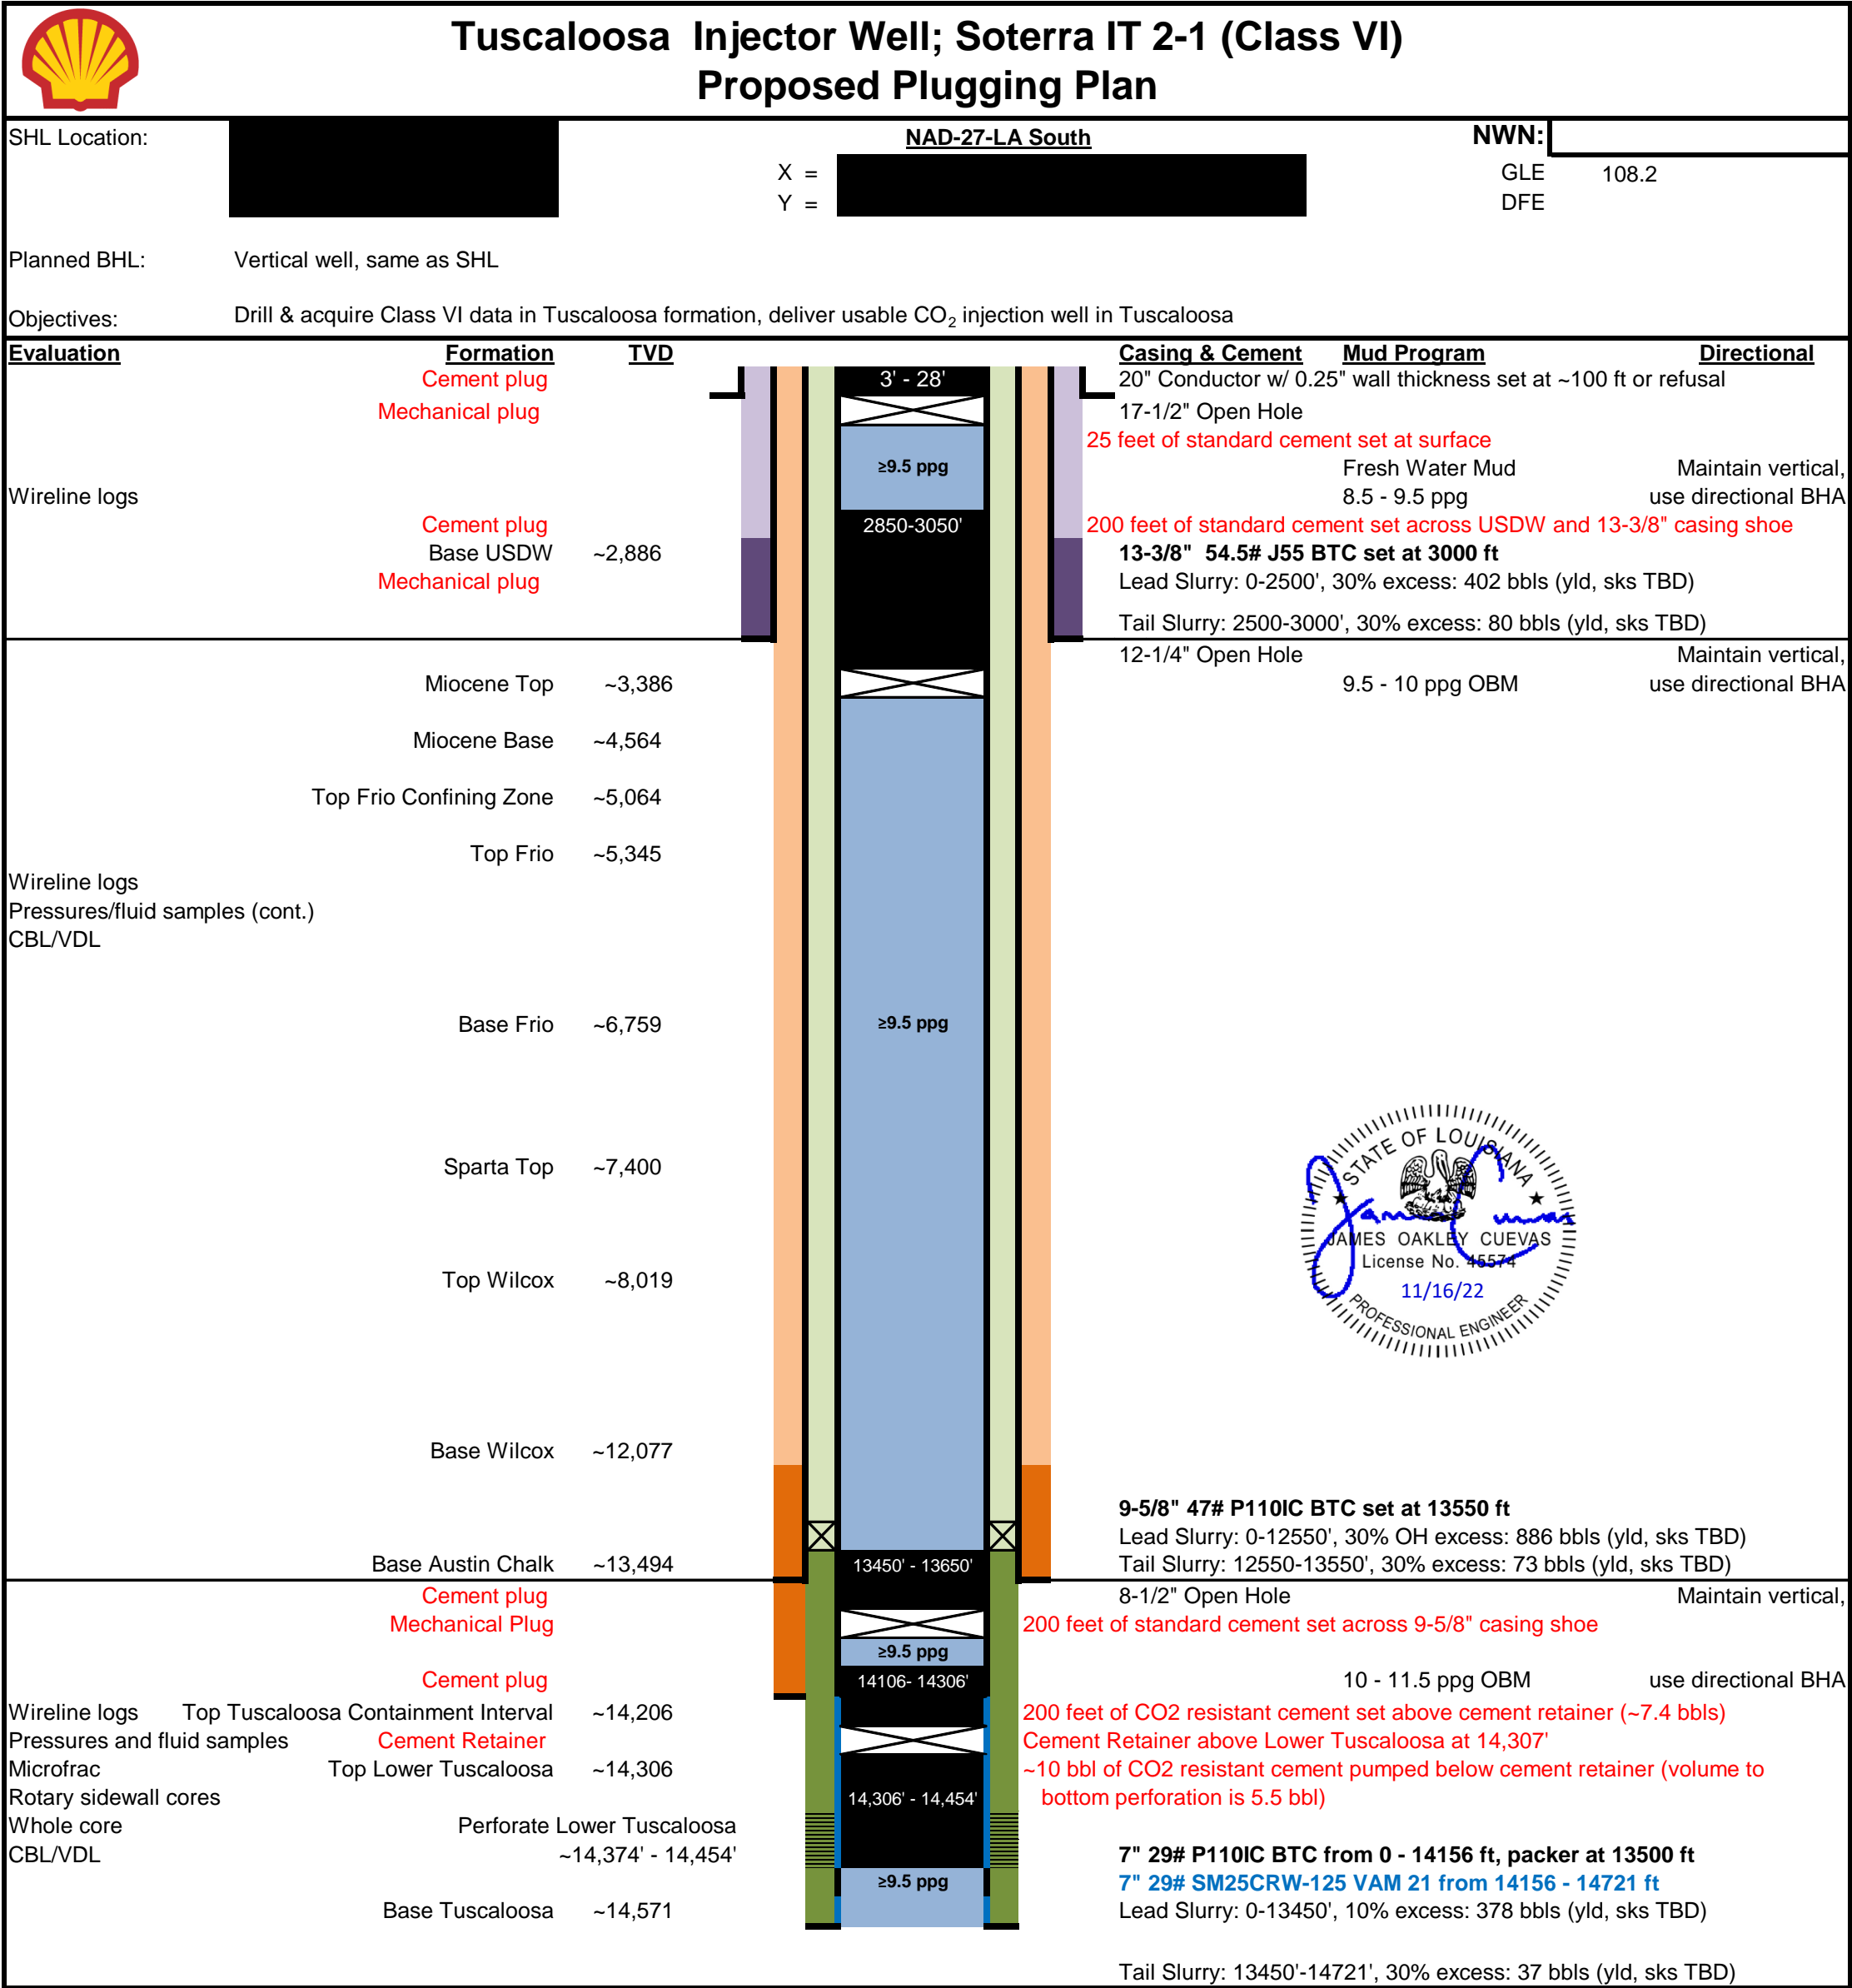 Tuscaloosa Injector Well; Soterra IT 2-1 (Class VI)
Proposed Plugging Plan
SHL Location:
NAD-27-LA South
NWN:
X =
GLE 108.2
Y =
DFE
Planned BHL: Vertical well, same as SHL
Objectives: Drill & acquire Class VI data in Tuscaloosa formation, deliver usable CO2 injection well in Tuscaloosa
Evaluation Formation TVD Casing & Cement Mud Program Directional
Cement plug 3' - 28' 20" Conductor w/ 0.25" wall thickness set at ~100 ft or refusal
Mechanical plug 17-1/2" Open Hole
25 feet of standard cement set at surface
≥9.5 ppg Fresh Water Mud Maintain vertical,
Wireline logs 8.5 - 9.5 ppg use directional BHA
Cement plug 2850-3050' 200 feet of standard cement set across USDW and 13-3/8" casing shoe
Base USDW ~2,886 13-3/8" 54.5# J55 BTC set at 3000 ft
Mechanical plug Lead Slurry: 0-2500', 30% excess: 402 bbls (yld, sks TBD)
Tail Slurry: 2500-3000', 30% excess: 80 bbls (yld, sks TBD)
12-1/4" Open Hole Maintain vertical,
Miocene Top ~3,386 9.5 - 10 ppg OBM use directional BHA
Miocene Base ~4,564
Top Frio Confining Zone ~5,064
Top Frio ~5,345
Wireline logs
Pressures/fluid samples (cont.)
CBL/VDL
Base Frio ~6,759 ≥9.5 ppg
STATE OF LOUISIANA
Sparta Top ~7,400
JAMES OAKLEY CUEVAS
License No. 45574
Top Wilcox ~8,019
11/16/22
PROFESSIONAL ENGINEER
Base Wilcox ~12,077
9-5/8" 47# P110IC BTC set at 13550 ft
Lead Slurry: 0-12550', 30% OH excess: 886 bbls (yld, sks TBD)
Base Austin Chalk ~13,494 13450' - 13650' Tail Slurry: 12550-13550', 30% excess: 73 bbls (yld, sks TBD)
Cement plug 8-1/2" Open Hole Maintain vertical,
Mechanical Plug 200 feet of standard cement set across 9-5/8" casing shoe
≥9.5 ppg
Cement plug 14106- 14306' 10 - 11.5 ppg OBM use directional BHA
Wireline logs Top Tuscaloosa Containment Interval ~14,206 200 feet of CO2 resistant cement set above cement retainer (~7.4 bbls)
Pressures and fluid samples Cement Retainer Cement Retainer above Lower Tuscaloosa at 14,307'
Microfrac Top Lower Tuscaloosa ~14,306 ~10 bbl of CO2 resistant cement pumped below cement retainer (volume to
Rotary sidewall cores 14,306' - 14,454' bottom perforation is 5.5 bbl)
Whole core Perforate Lower Tuscaloosa
CBL/VDL ~14,374' - 14,454' 7" 29# P110IC BTC from 0 - 14156 ft, packer at 13500 ft
≥9.5 ppg 7" 29# SM25CRW-125 VAM 21 from 14156 - 14721 ft
Base Tuscaloosa ~14,571 Lead Slurry: 0-13450', 10% excess: 378 bbls (yld, sks TBD)
Tail Slurry: 13450'-14721', 30% excess: 37 bbls (yld, sks TBD)